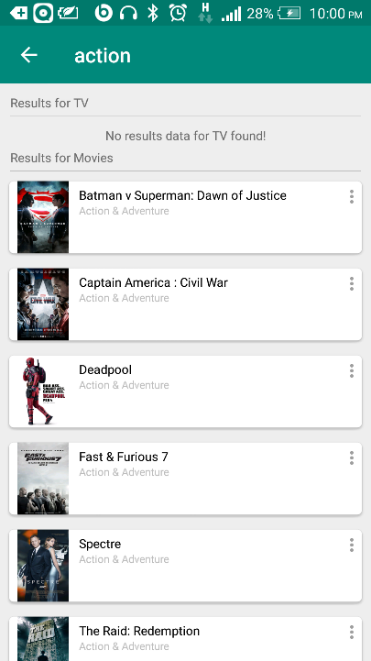 H 28% 10:00 PM
action
Results for TV
No results data for TV found!
Results for Movies
Batman v Superman: Dawn of Justice
Action & Adventure
Captain America : Civil War
Action & Adventure
Deadpool
Action & Adventure
Fast & Furious 7
Action & Adventure
Spectre
Action & Adventure
SPECTRE
The Raid: Redemption
Action & Adventure